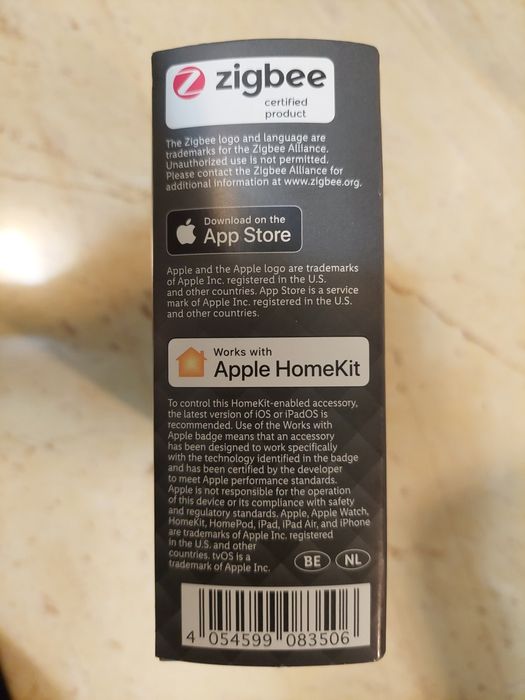 zigbee
certified
product
The Zigbee logo and language are
trademarks for the Zigbee Alliance.
Unauthorized use is not permitted.
Please contact the Zigbee Alliance for
additional information at www.zigbee.org.
Download on the
App Store
Apple and the Apple logo are trademarks
of Apple Inc. registered in the U.S.
and other countries. App Store is a service
mark of Apple Inc. registered in the U.S.
and other countries.
Works with
Apple HomeKit
To control this HomeKit-enabled accessory,
the latest version of iOS or iPadOS is
recommended. Use of the Works with
Apple badge means that an accessory
has been designed to work specifically
with the technology identified in the badge
and has been certified by the developer
to meet Apple performance standards.
Apple is not responsible for the operation
of this device or its compliance with safety
and regulatory standards. Apple, Apple Watch,
HomeKit, HomePod, iPad, iPad Air, and iPhone
are trademarks of Apple Inc. registered
in the U.S. and other
countries. tvOS is a
trademark of Apple Inc.
BE NL
4 054599 083506